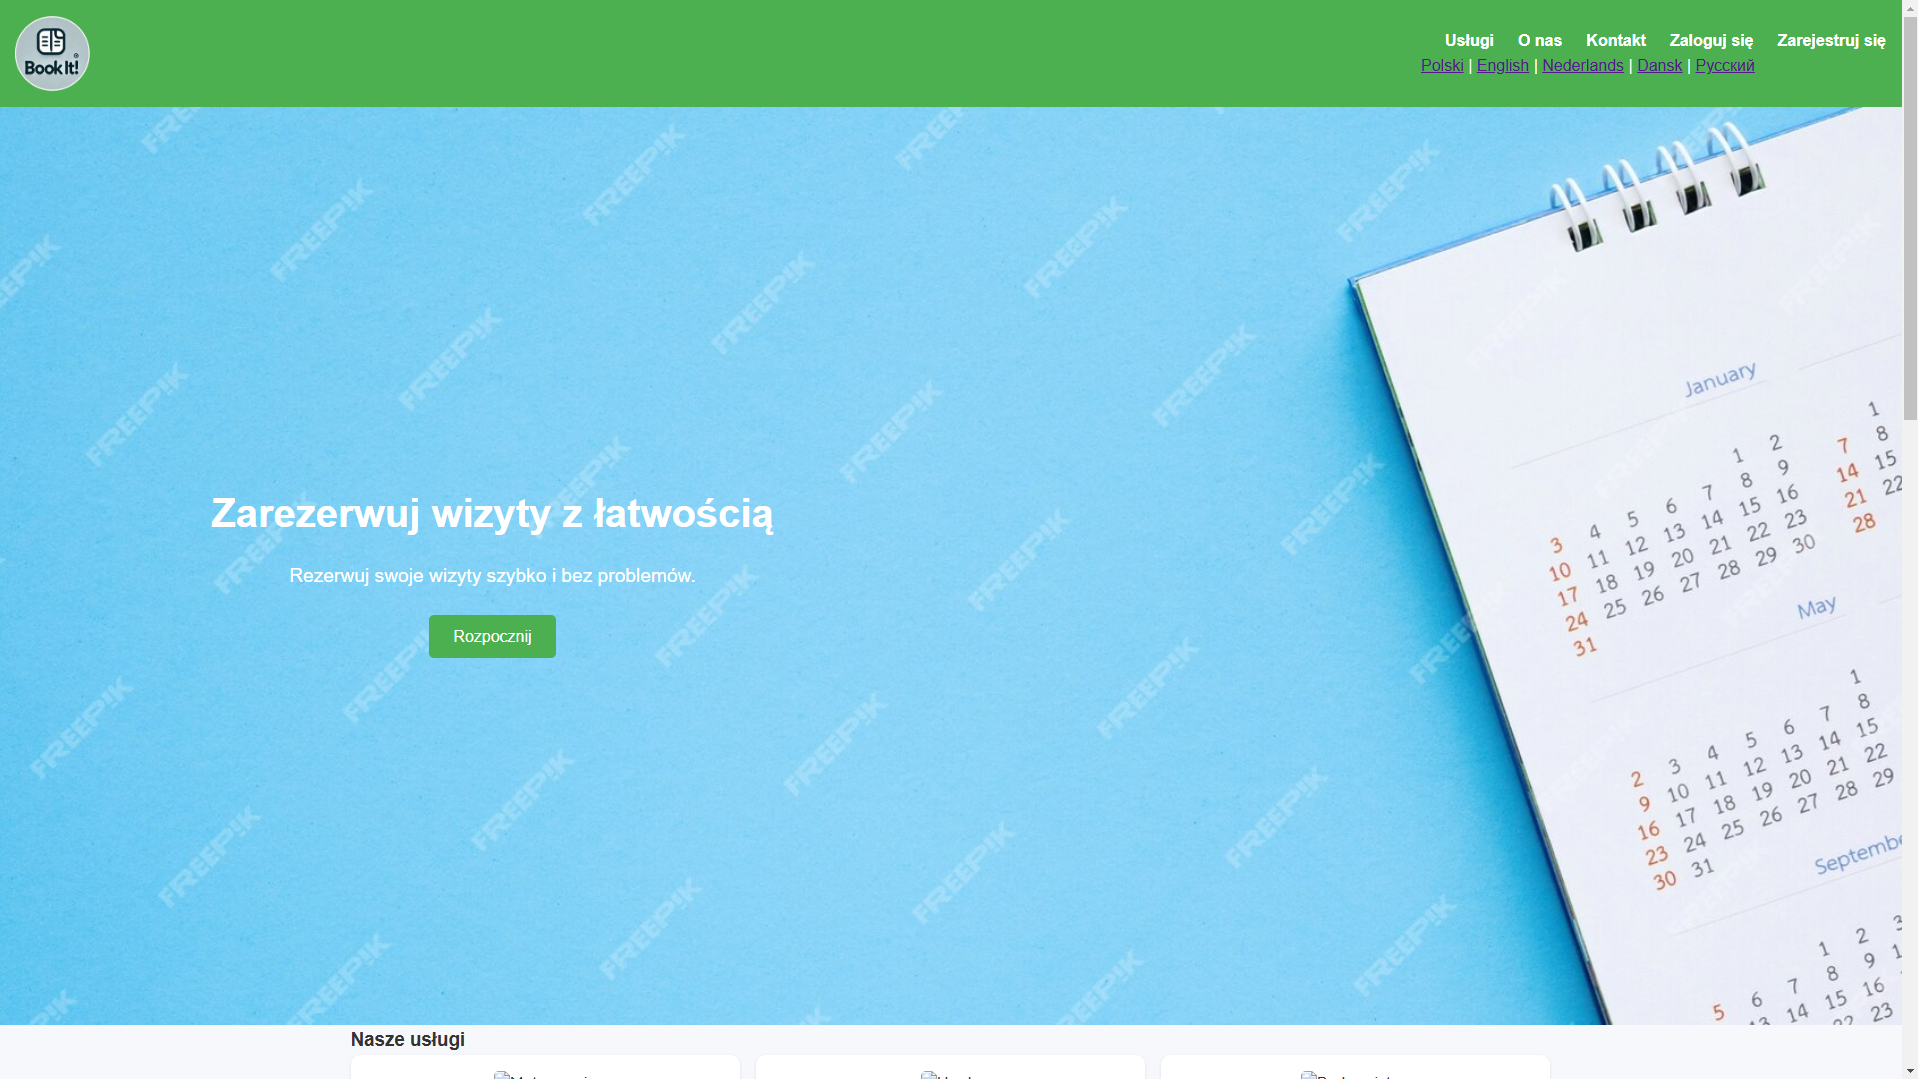 Book It!
Usługi O nas Kontakt Zaloguj się Zarejestruj się
Polski | English | Nederlands | Dansk | Русский
Zarezerwuj wizyty z łatwością
Rezerwuj swoje wizyty szybko i bez problemów.
Rozpocznij
January
1 2
3 4 5 6 7 8 9
10 11 12 13 14 15 16
17 18 19 20 21 22 23
24 25 26 27 28 29 30
31
1
7 8
14 15
21 22
28
May
1
2 3 4 5 6 7 8
9 10 11 12 13 14 15
16 17 18 19 20 21 22
23 24 25 26 27 28 29
30 31
Septembe
1 2 3
5 6 7 8 9
13 14 15 16
22 23
FREEPIK
Nasze usługi